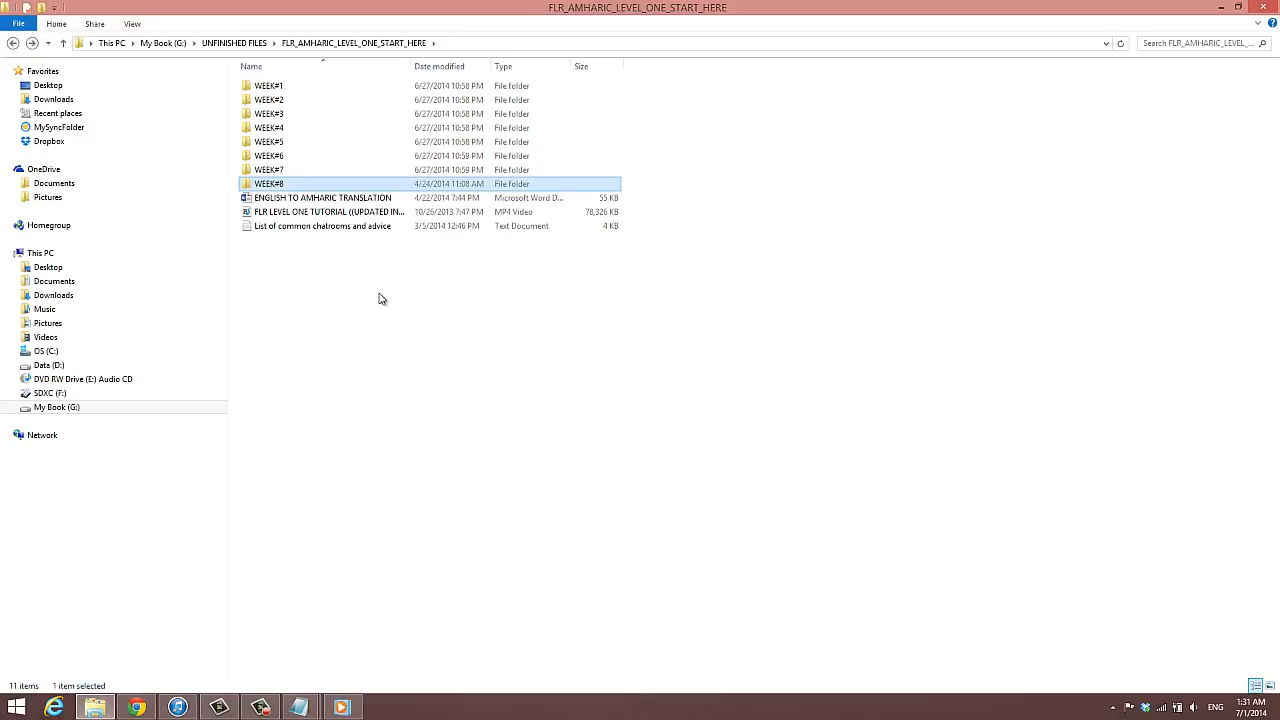 FLR_AMHARIC_LEVEL_ONE_START_HERE
File Home Share View
This PC My Book (G:) UNFINISHED FILES FLR_AMHARIC_LEVEL_ONE_START_HERE Search FLR_AMHARIC_LEVEL_...
Name Date modified Type Size
Favorites
Desktop
Downloads
Recent places
MySyncFolder
Dropbox
OneDrive
Documents
Pictures
Homegroup
This PC
Desktop
Documents
Downloads
Music
Pictures
Videos
OS (C:)
Data (D:)
DVD RW Drive (E:) Audio CD
SDXC (F:)
My Book (G:)
Network
WEEK#1 6/27/2014 10:58 PM File folder
WEEK#2 6/27/2014 10:58 PM File folder
WEEK#3 6/27/2014 10:58 PM File folder
WEEK#4 6/27/2014 10:58 PM File folder
WEEK#5 6/27/2014 10:58 PM File folder
WEEK#6 6/27/2014 10:59 PM File folder
WEEK#7 6/27/2014 10:59 PM File folder
WEEK#8 4/24/2014 11:08 AM File folder
ENGLISH TO AMHARIC TRANSLATION 4/22/2014 7:44 PM Microsoft Word D... 55 KB
FLR LEVEL ONE TUTORIAL ((UPDATED IN... 10/26/2013 7:47 PM MP4 Video 78,326 KB
List of common chatrooms and advice 3/5/2014 12:46 PM Text Document 4 KB
11 items 1 item selected
ENG
1:31 AM
7/1/2014